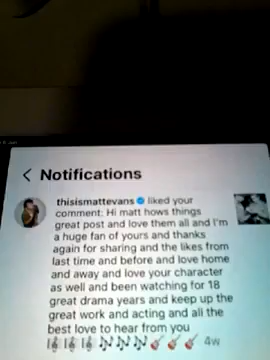 Notifications
thisismattevans liked your
comment: Hi matt hows things
great post and love them all and I'm
a huge fan of yours and thanks
again for sharing and the likes from
last time and before and love home
and away and love your character
as well and been watching for 18
great drama years and keep up the
great work and acting and all the
best love to hear from you
🎼🎼🎼🎶🎶🎶🎸🎸🎸 4w